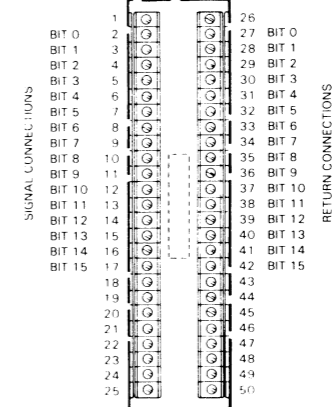 1 26
BIT 0 2 27 BIT 0
BIT 1 3 28 BIT 1
BIT 2 4 29 BIT 2
BIT 3 5 30 BIT 3
BIT 4 6 31 BIT 4
BIT 5 7 32 BIT 5
BIT 6 8 33 BIT 6
BIT 7 9 34 BIT 7
BIT 8 10 35 BIT 8
BIT 9 11 36 BIT 9
BIT 10 12 37 BIT 10
BIT 11 13 38 BIT 11
BIT 12 14 39 BIT 12
BIT 13 15 40 BIT 13
BIT 14 16 41 BIT 14
BIT 15 17 42 BIT 15
18 43
19 44
20 45
21 46
22 47
23 48
24 49
25 50
SIGNAL CONNECTIONS
RETURN CONNECTIONS